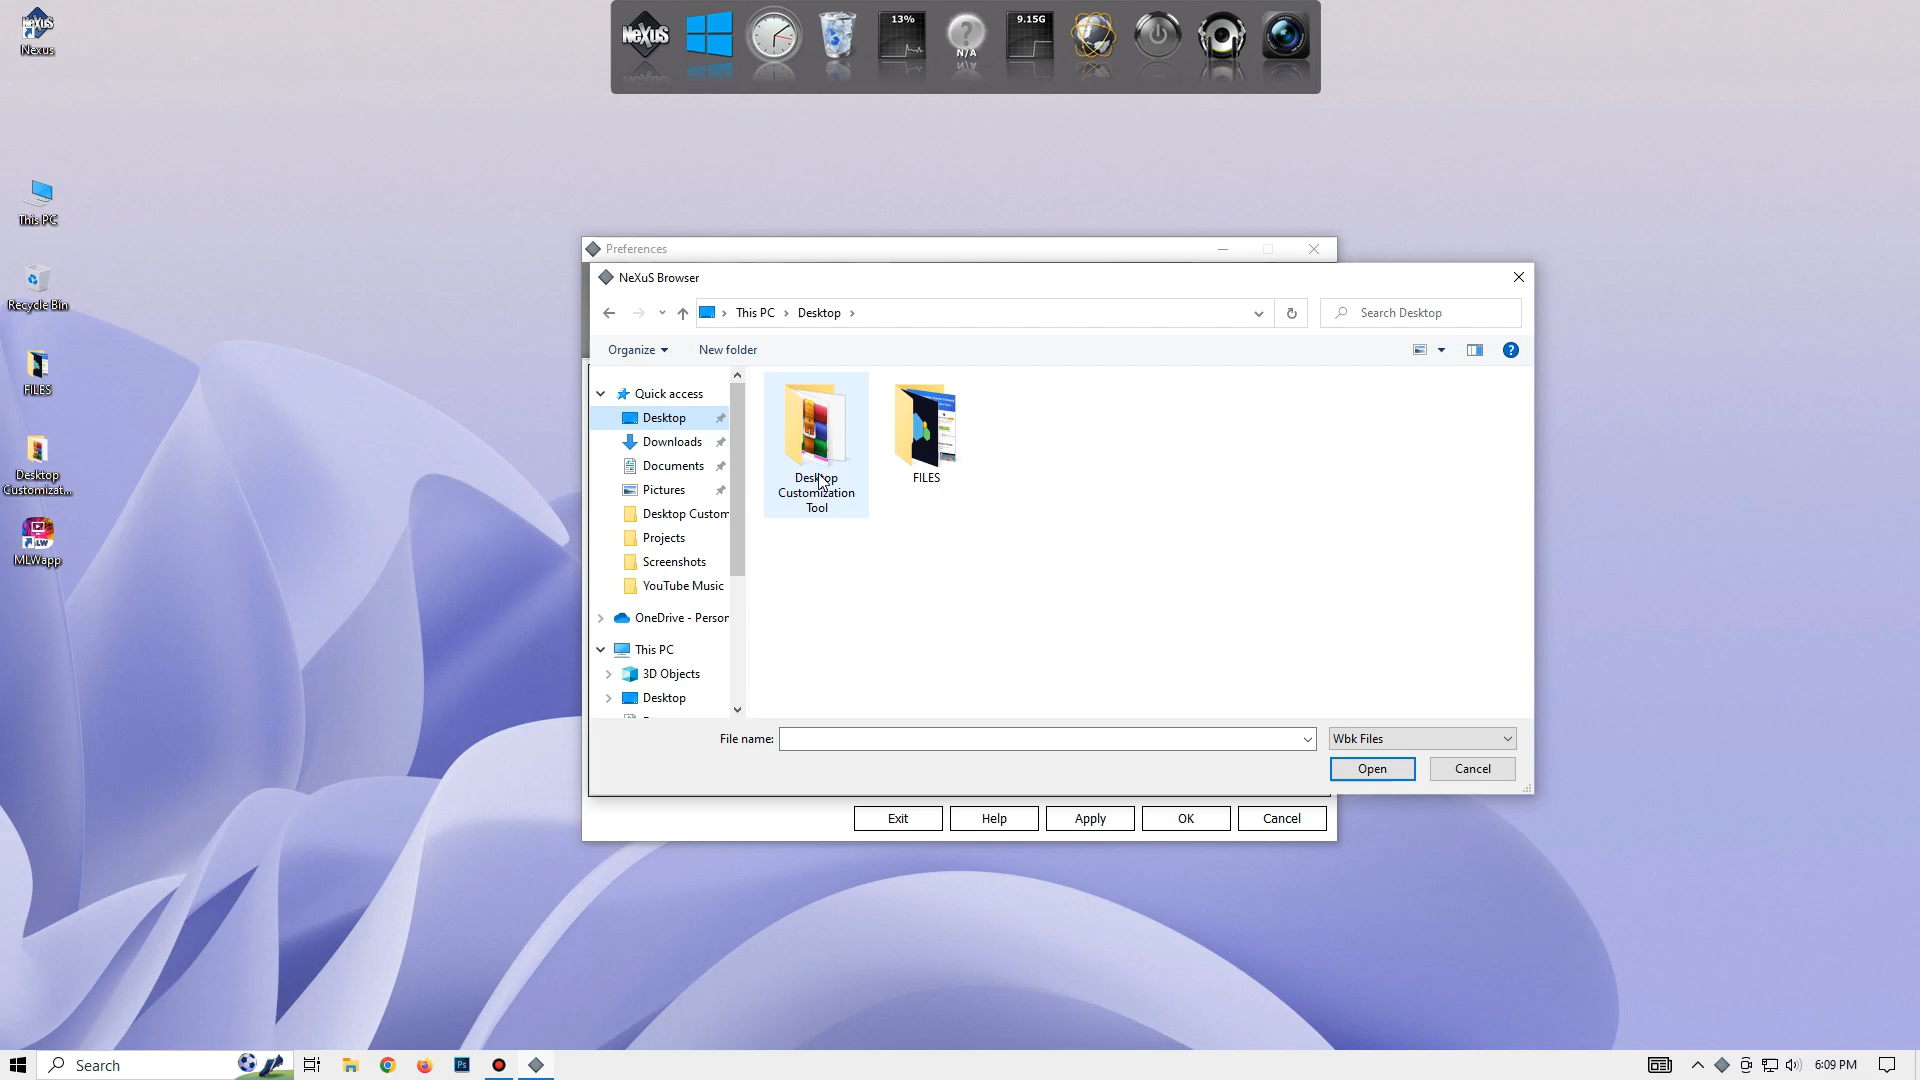 Nexus
NeXuS
13%
?
N/A
9.15G
This PC
Recycle Bin
FILES
Desktop
Customizat...
LW
MLWapp
Preferences
NeXuS Browser
This PC
Desktop
Search Desktop
Organize
New folder
?
Quick access
Desktop
Downloads
Documents
Pictures
Desktop Custom
Projects
Screenshots
YouTube Music
OneDrive - Person
This PC
3D Objects
Desktop
Desktop
Customization
Tool
FILES
File name:
Wbk Files
Open
Cancel
Exit
Help
Apply
OK
Cancel
Search
Ps
6:09 PM